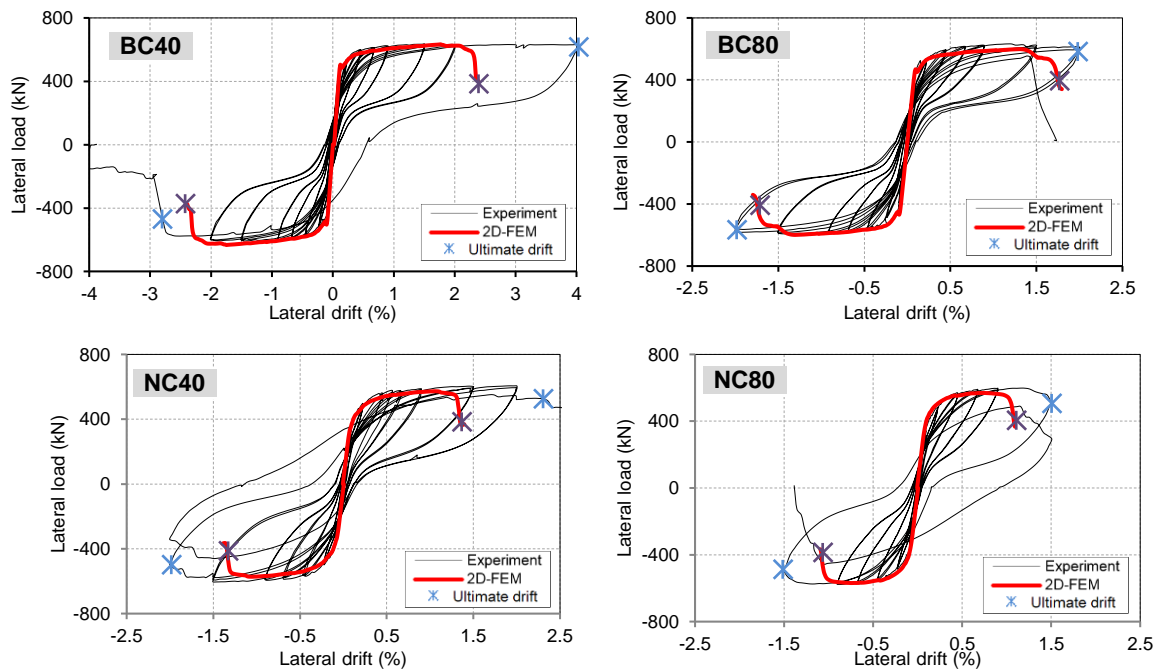 BC40
Lateral load (kN)
800
400
0
-400
-800
-4 -3 -2 -1 0 1 2 3 4
Lateral drift (%)
Experiment
2D-FEM
Ultimate drift
BC80
Lateral load (kN)
800
400
0
-400
-800
-2.5 -1.5 -0.5 0.5 1.5 2.5
Lateral drift (%)
Experiment
2D-FEM
Ultimate drift
NC40
Lateral load (kN)
800
400
0
-400
-800
-2.5 -1.5 -0.5 0.5 1.5 2.5
Lateral drift (%)
Experiment
2D-FEM
Ultimate drift
NC80
Lateral load (kN)
800
400
0
-400
-800
-2.5 -1.5 -0.5 0.5 1.5 2.5
Lateral drift (%)
Experiment
2D-FEM
Ultimate drift